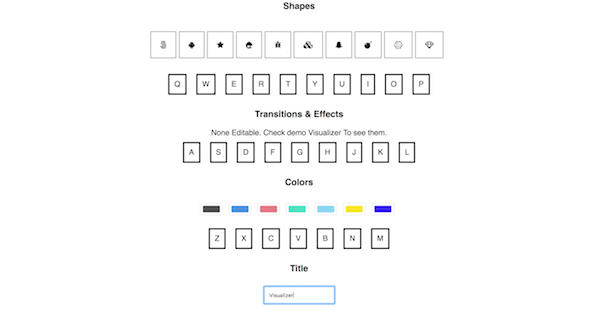 Shapes
Q W E R T Y U I O P
Transitions & Effects
None Editable. Check demo Visualizer To see them.
A S D F G H J K L
Colors
Z X C V B N M
Title
Visualizer